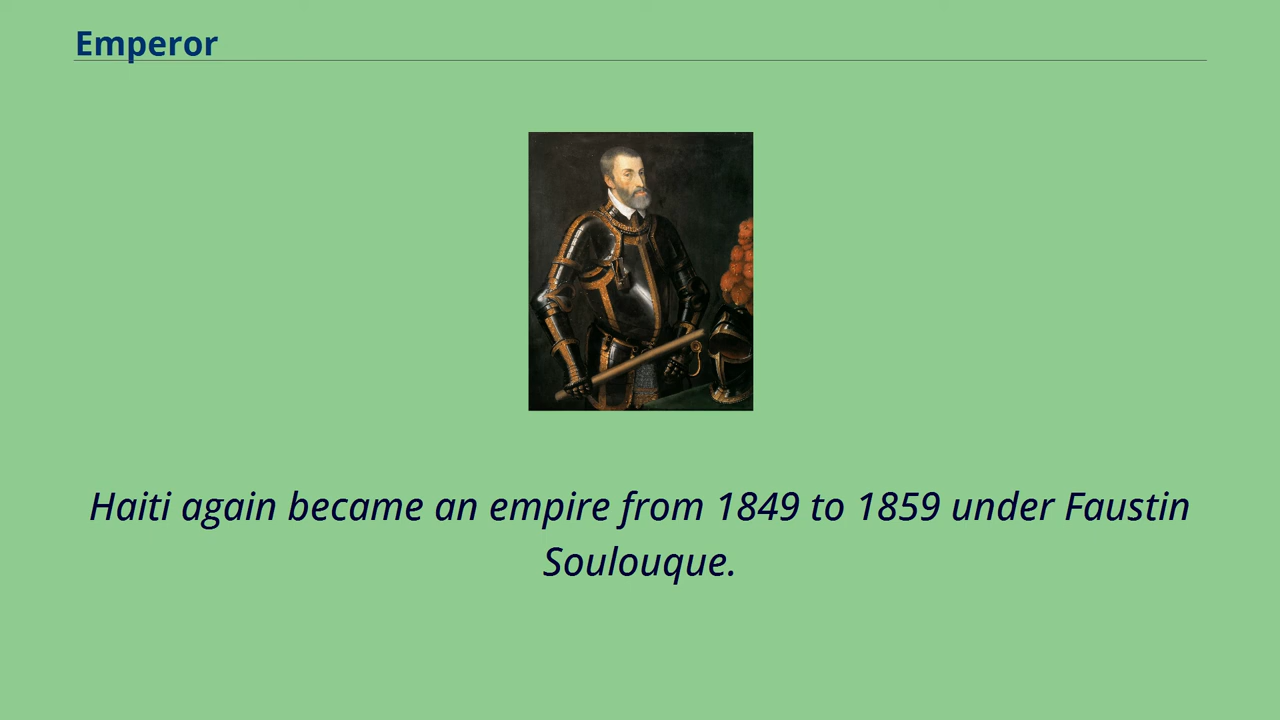 Emperor
Haiti again became an empire from 1849 to 1859 under Faustin
Soulouque.